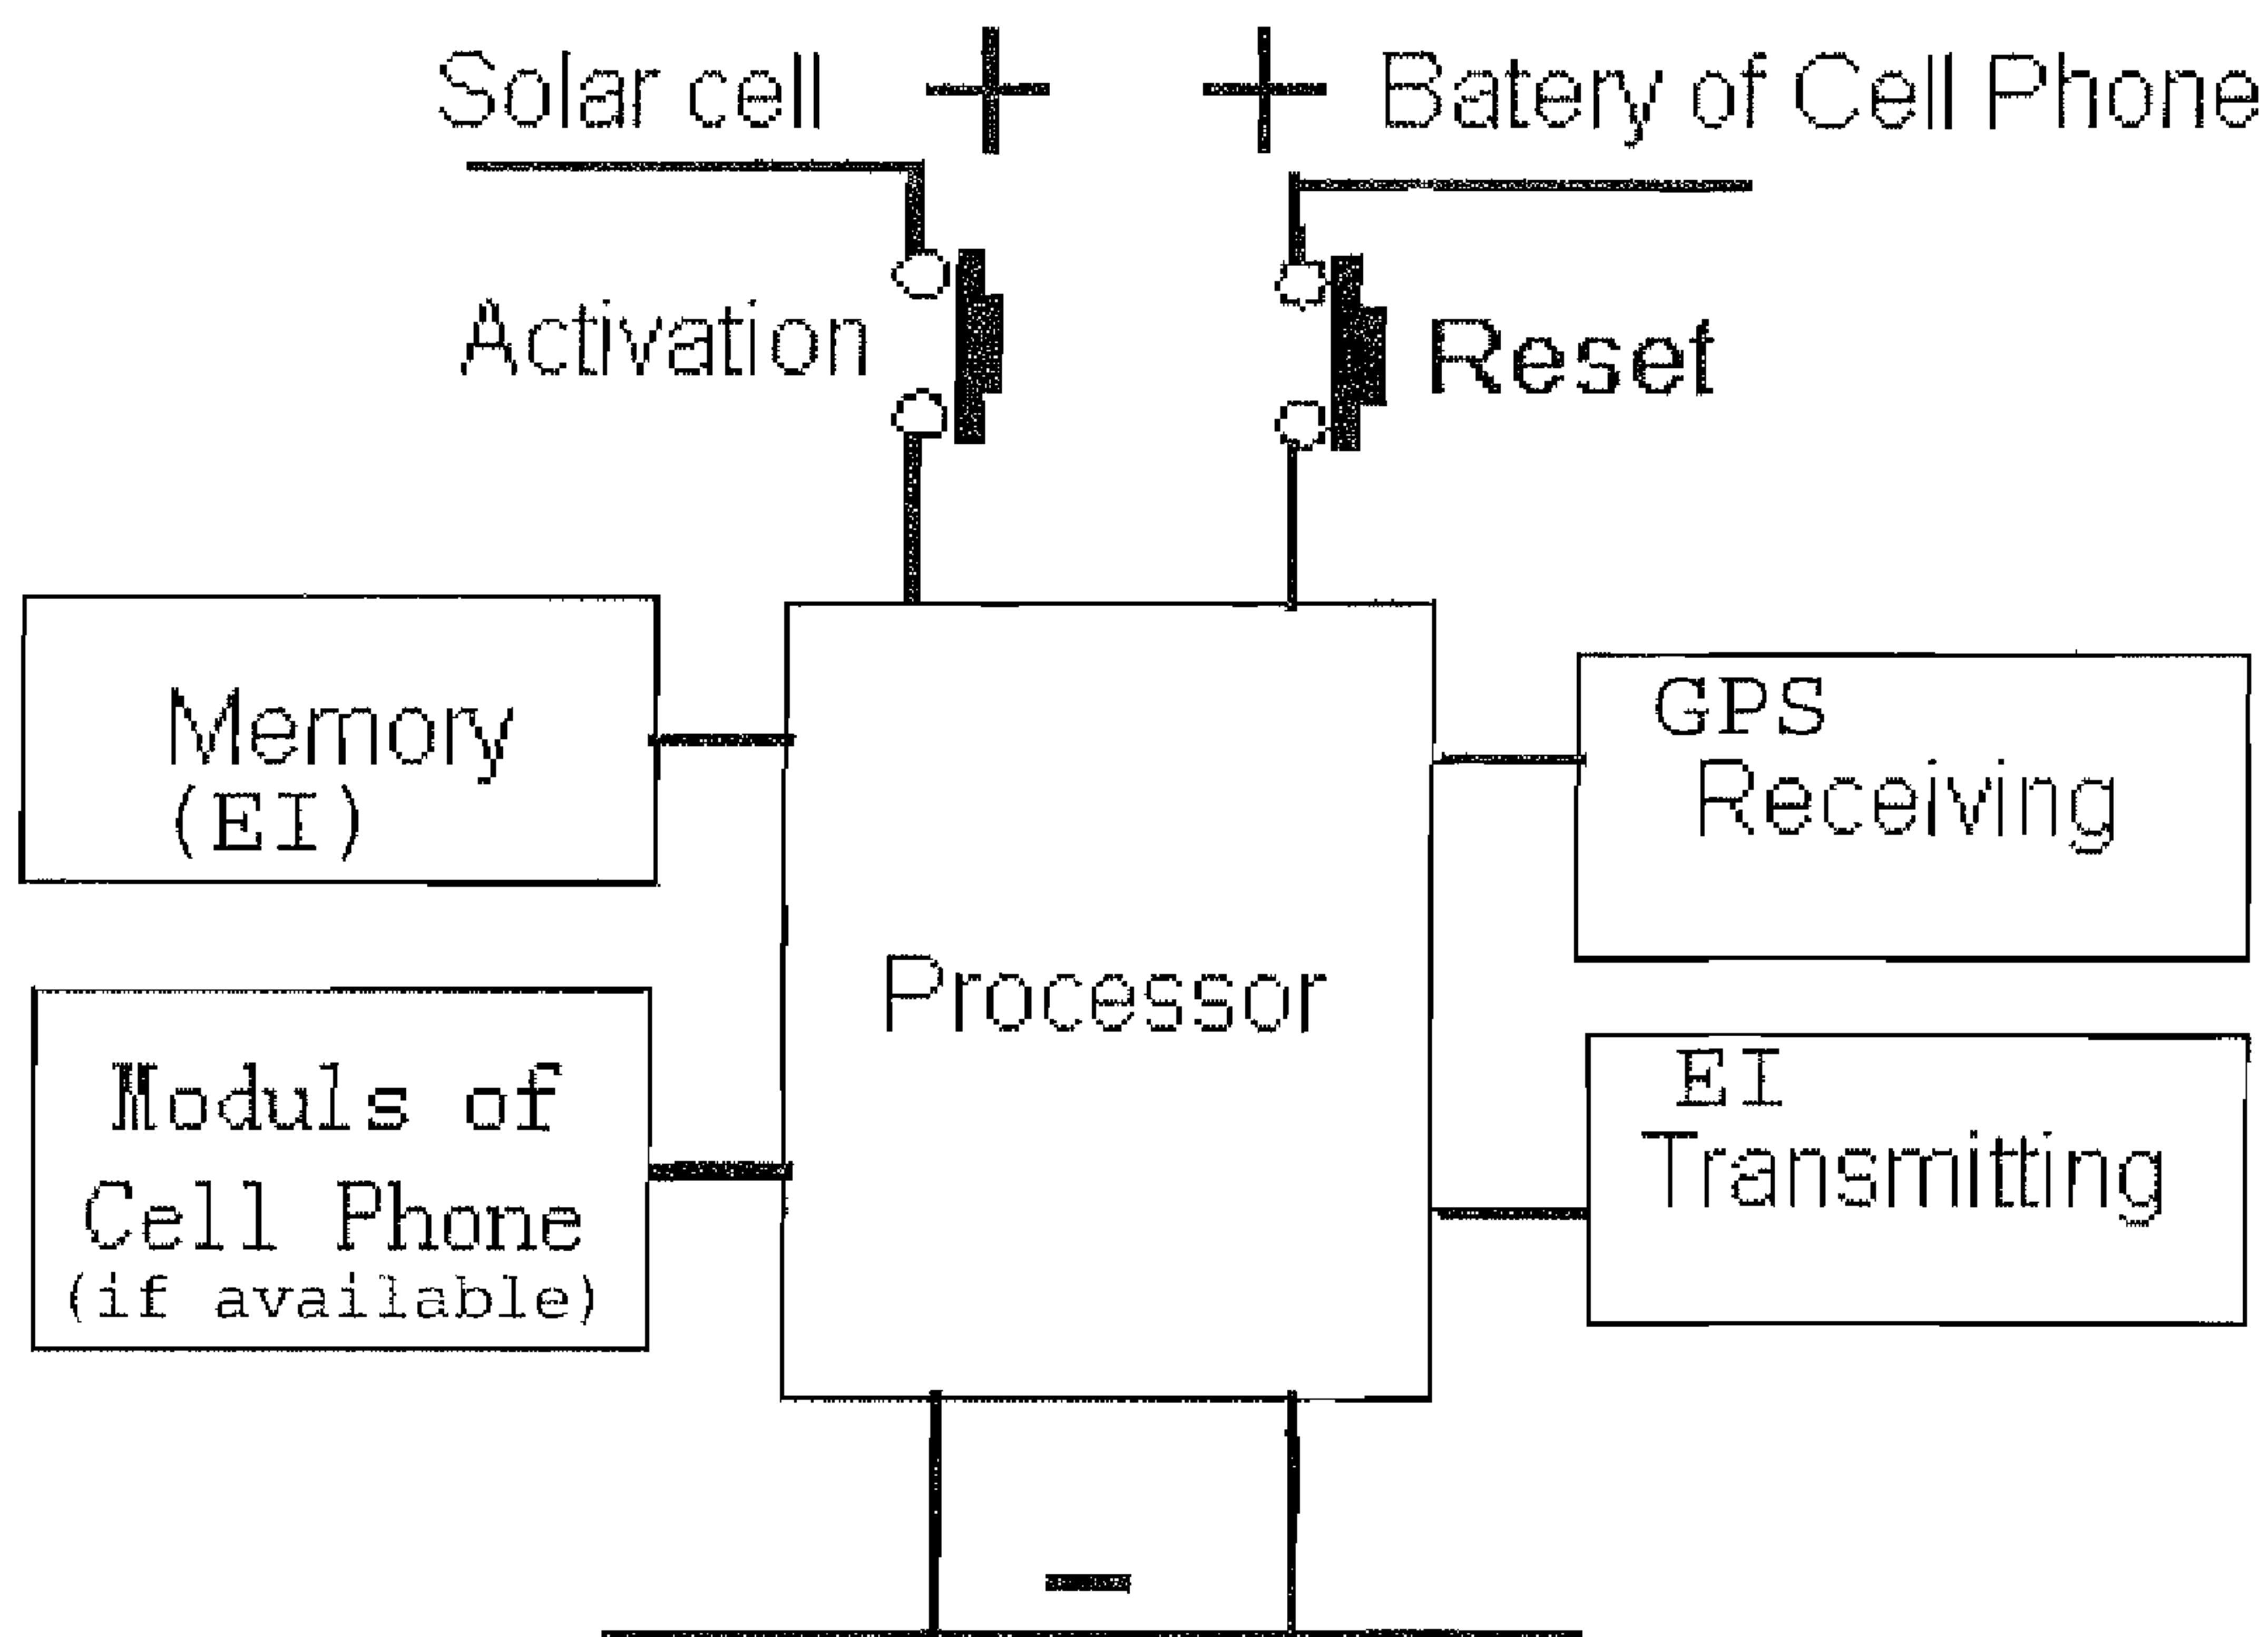 Solar cell + + Batery of Cell Phone
Activation
Reset
Memory
(EI)
GPS
Receiving
Processor
Moduls of
Cell Phone
(if available)
EI
Transmitting
-